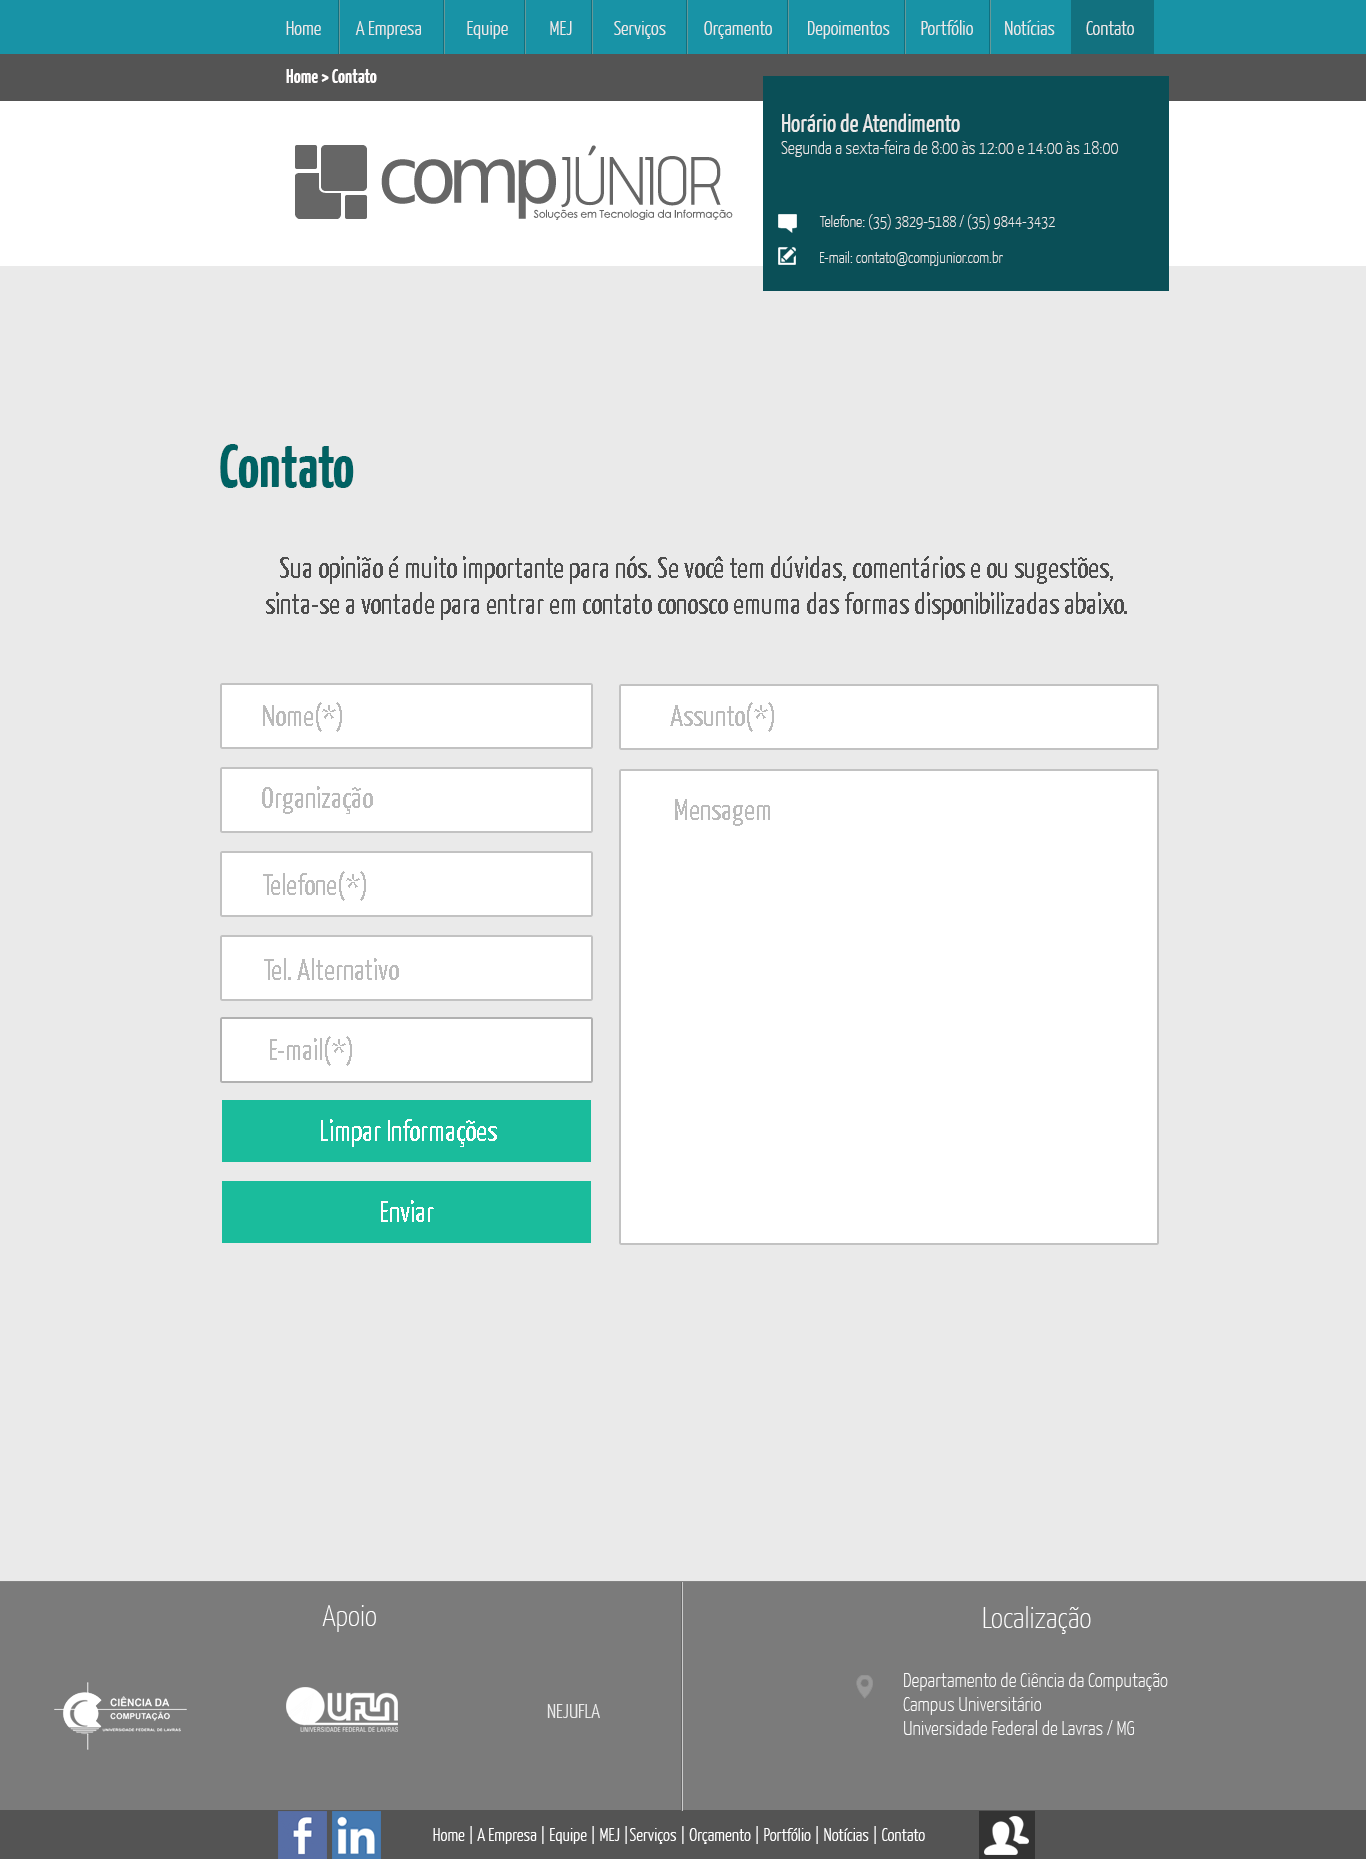 Home A Empresa Equipe MEJ Serviços Orçamento Depoimentos Portfólio Notícias Contato
Home > Contato
compJÚNIOR
Soluções em Tecnologia da Informação
Horário de Atendimento
Segunda a sexta-feira de 8:00 às 12:00 e 14:00 às 18:00
Telefone: (35) 3829-5188 / (35) 9844-3432
E-mail: contato@compjunior.com.br
Contato
Sua opinião é muito importante para nós. Se você tem dúvidas, comentários e ou sugestões,
sinta-se a vontade para entrar em contato conosco emuma das formas disponibilizadas abaixo.
Nome(*)
Organização
Telefone(*)
Tel. Alternativo
E-mail(*)
Limpar Informações
Enviar
Assunto(*)
Mensagem
Apoio
CIÊNCIA DA
COMPUTAÇÃO
UNIVERSIDADE FEDERAL DE LAVRAS
UFLA
UNIVERSIDADE FEDERAL DE LAVRAS
NEJUFLA
Localização
Departamento de Ciência da Computação
Campus Universitário
Universidade Federal de Lavras / MG
f in
Home | A Empresa | Equipe | MEJ |Serviços | Orçamento | Portfólio | Notícias | Contato